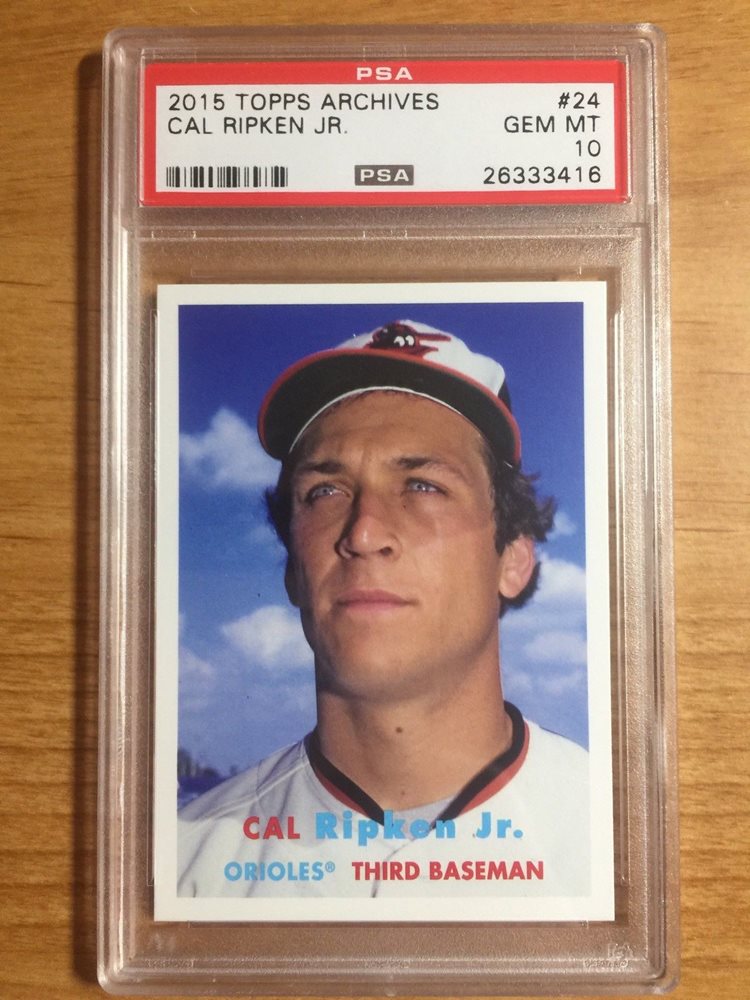 PSA
2015 TOPPS ARCHIVES #24
CAL RIPKEN JR. GEM MT
10
PSA 26333416
CAL Ripken Jr.
ORIOLES® THIRD BASEMAN